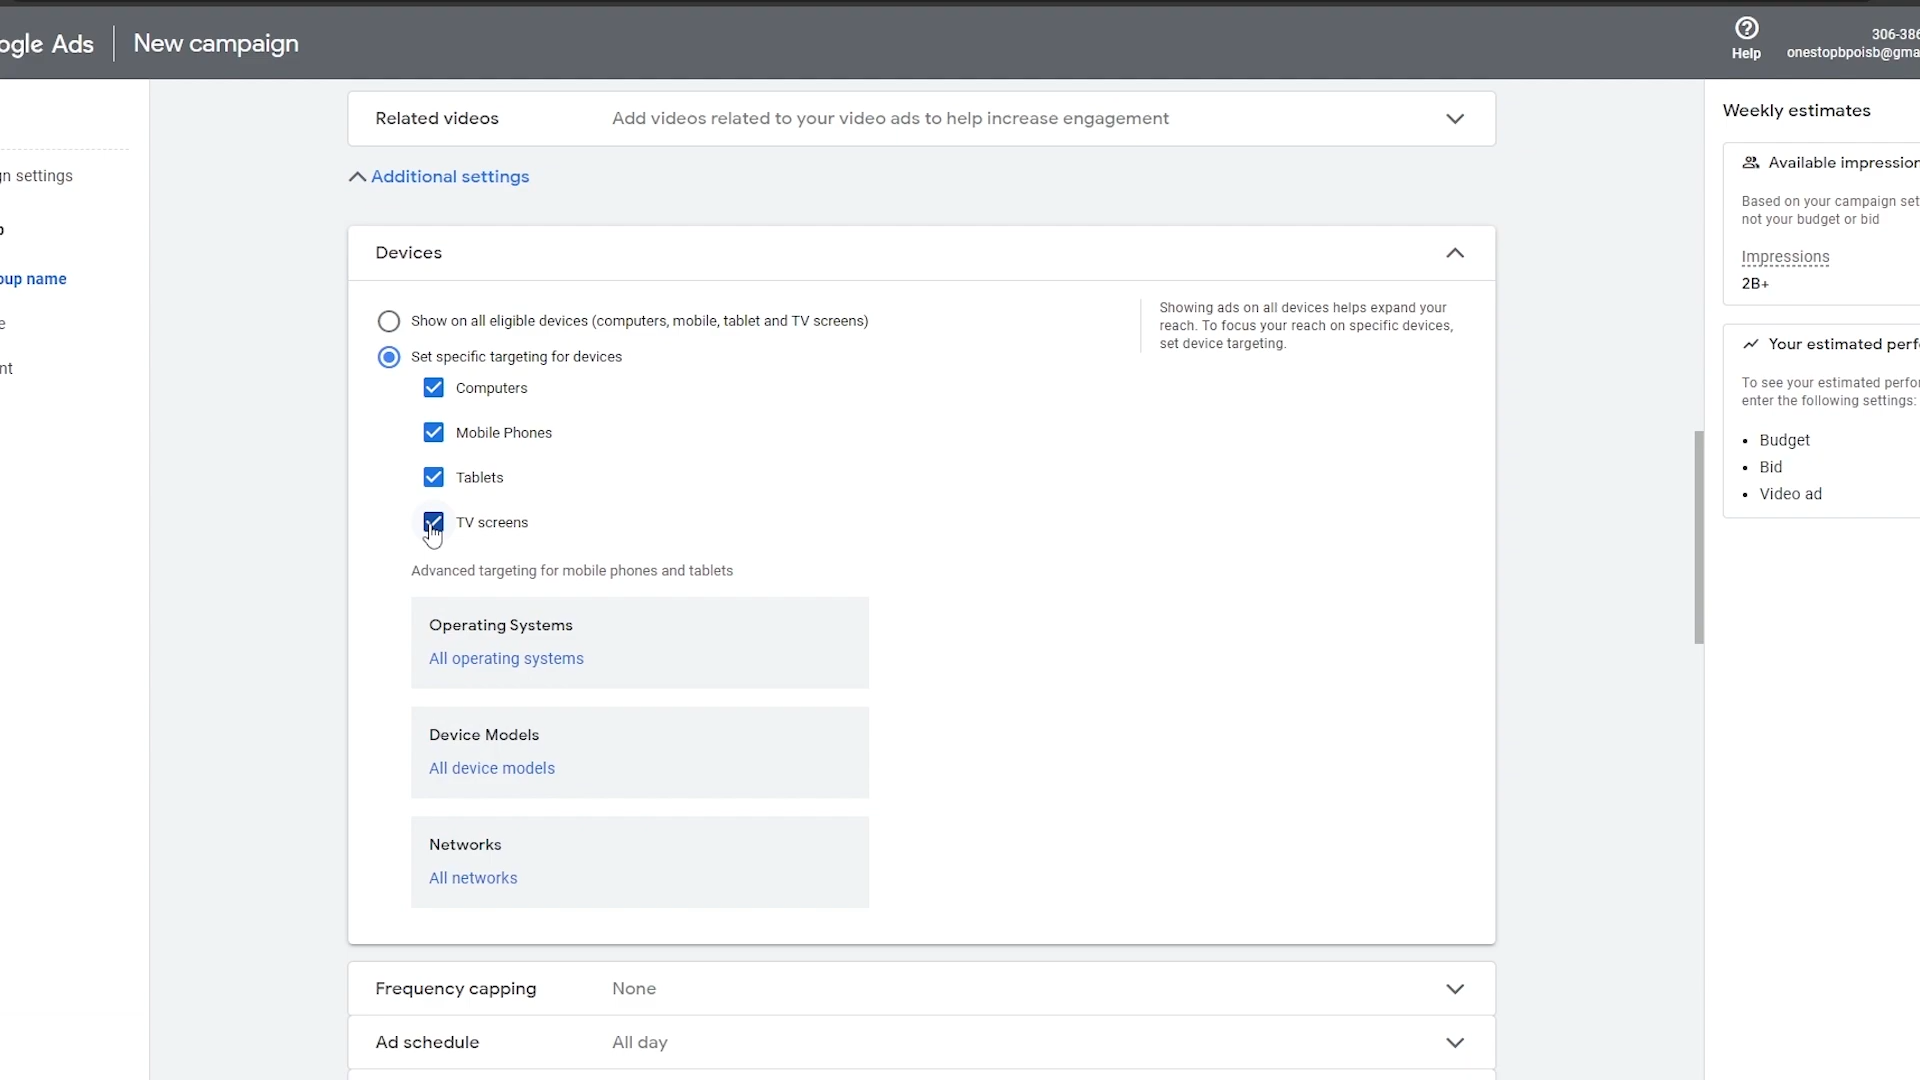 ogle Ads
New campaign
Help
306-386
onestopbpoisb@gma
Related videos
Add videos related to your video ads to help increase engagement
Additional settings
n settings
oup name
e
nt
Devices
Show on all eligible devices (computers, mobile, tablet and TV screens)
Set specific targeting for devices
Computers
Mobile Phones
Tablets
TV screens
Showing ads on all devices helps expand your
reach. To focus your reach on specific devices,
set device targeting.
Advanced targeting for mobile phones and tablets
Operating Systems
All operating systems
Device Models
All device models
Networks
All networks
Frequency capping
None
Ad schedule
All day
Weekly estimates
Available impression
Based on your campaign set
not your budget or bid
Impressions
2B+
Your estimated perf
To see your estimated perfo
enter the following settings:
• Budget
• Bid
• Video ad